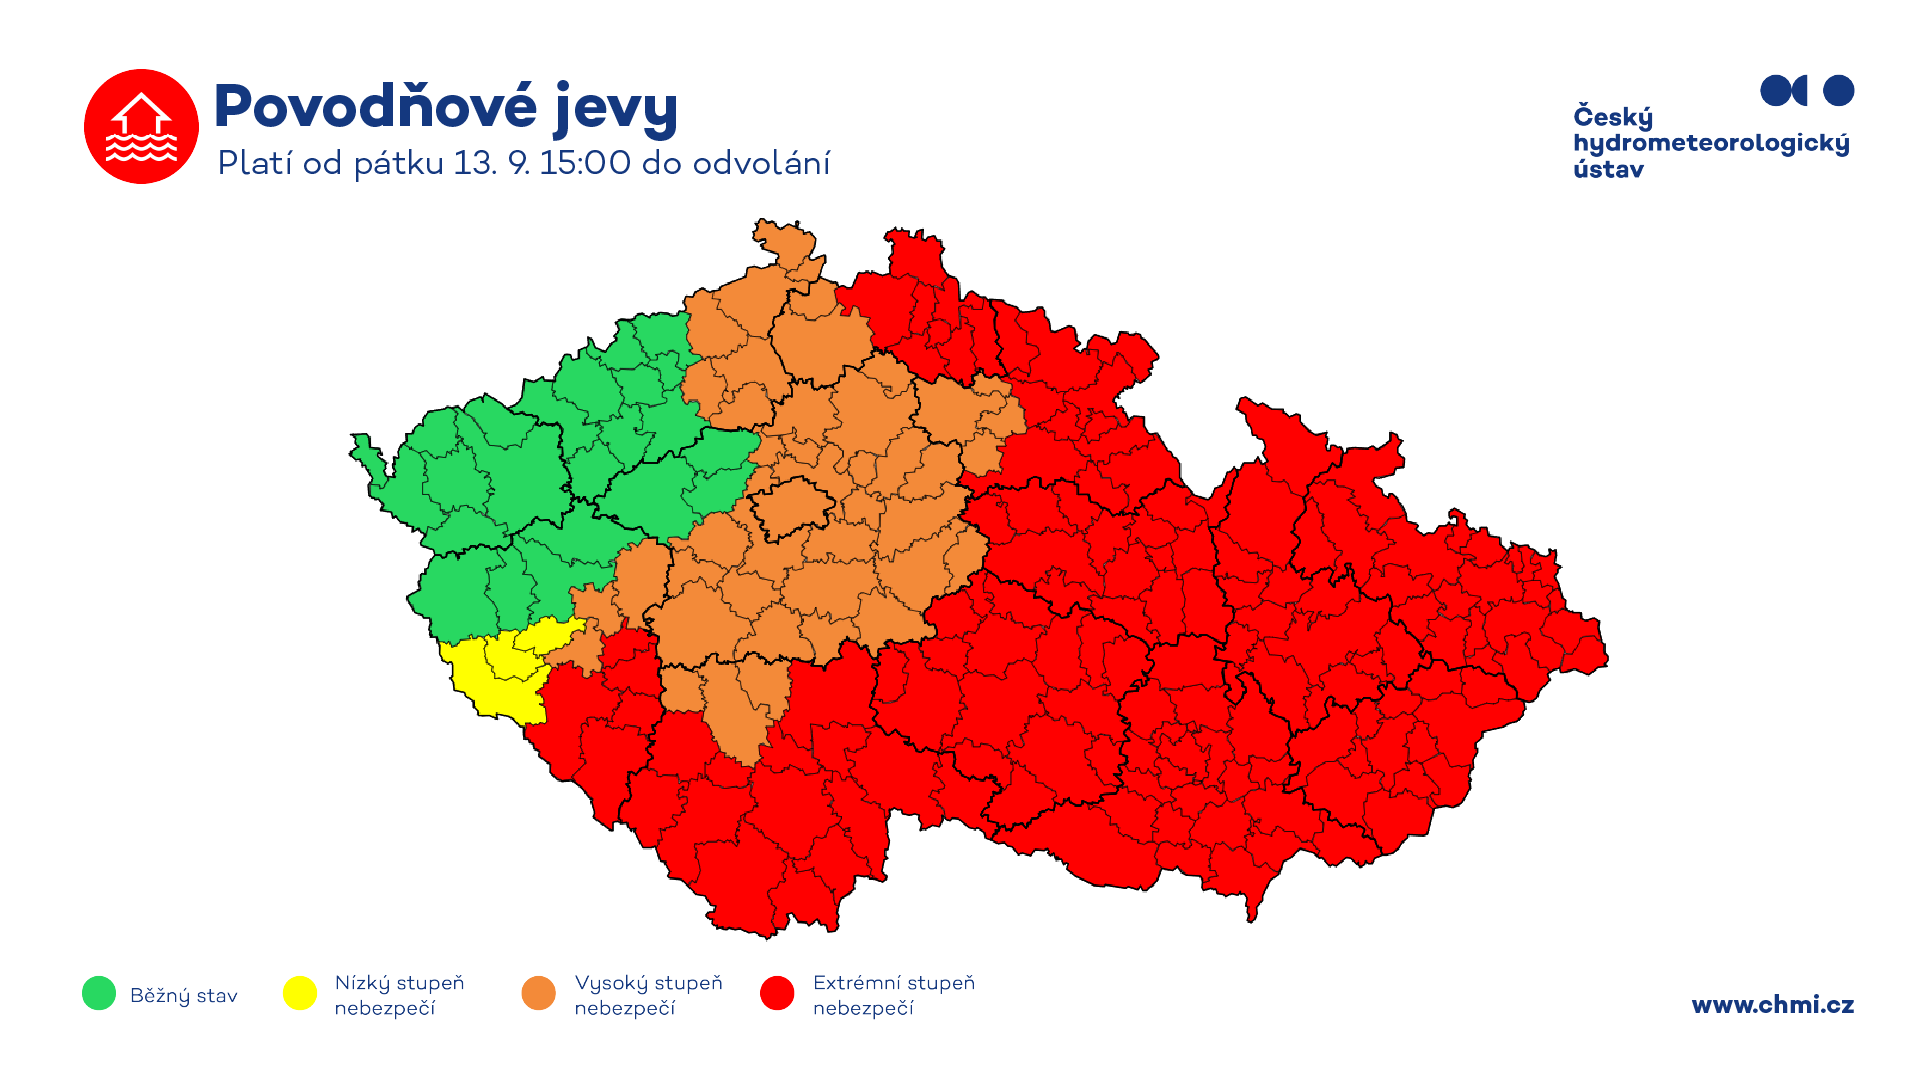 Povodňové jevy
Platí od pátku 13. 9. 15:00 do odvolání
Český
hydrometeorologický
ústav
Běžný stav
Nízký stupeň
nebezpečí
Vysoký stupeň
nebezpečí
Extrémní stupeň
nebezpečí
www.chmi.cz